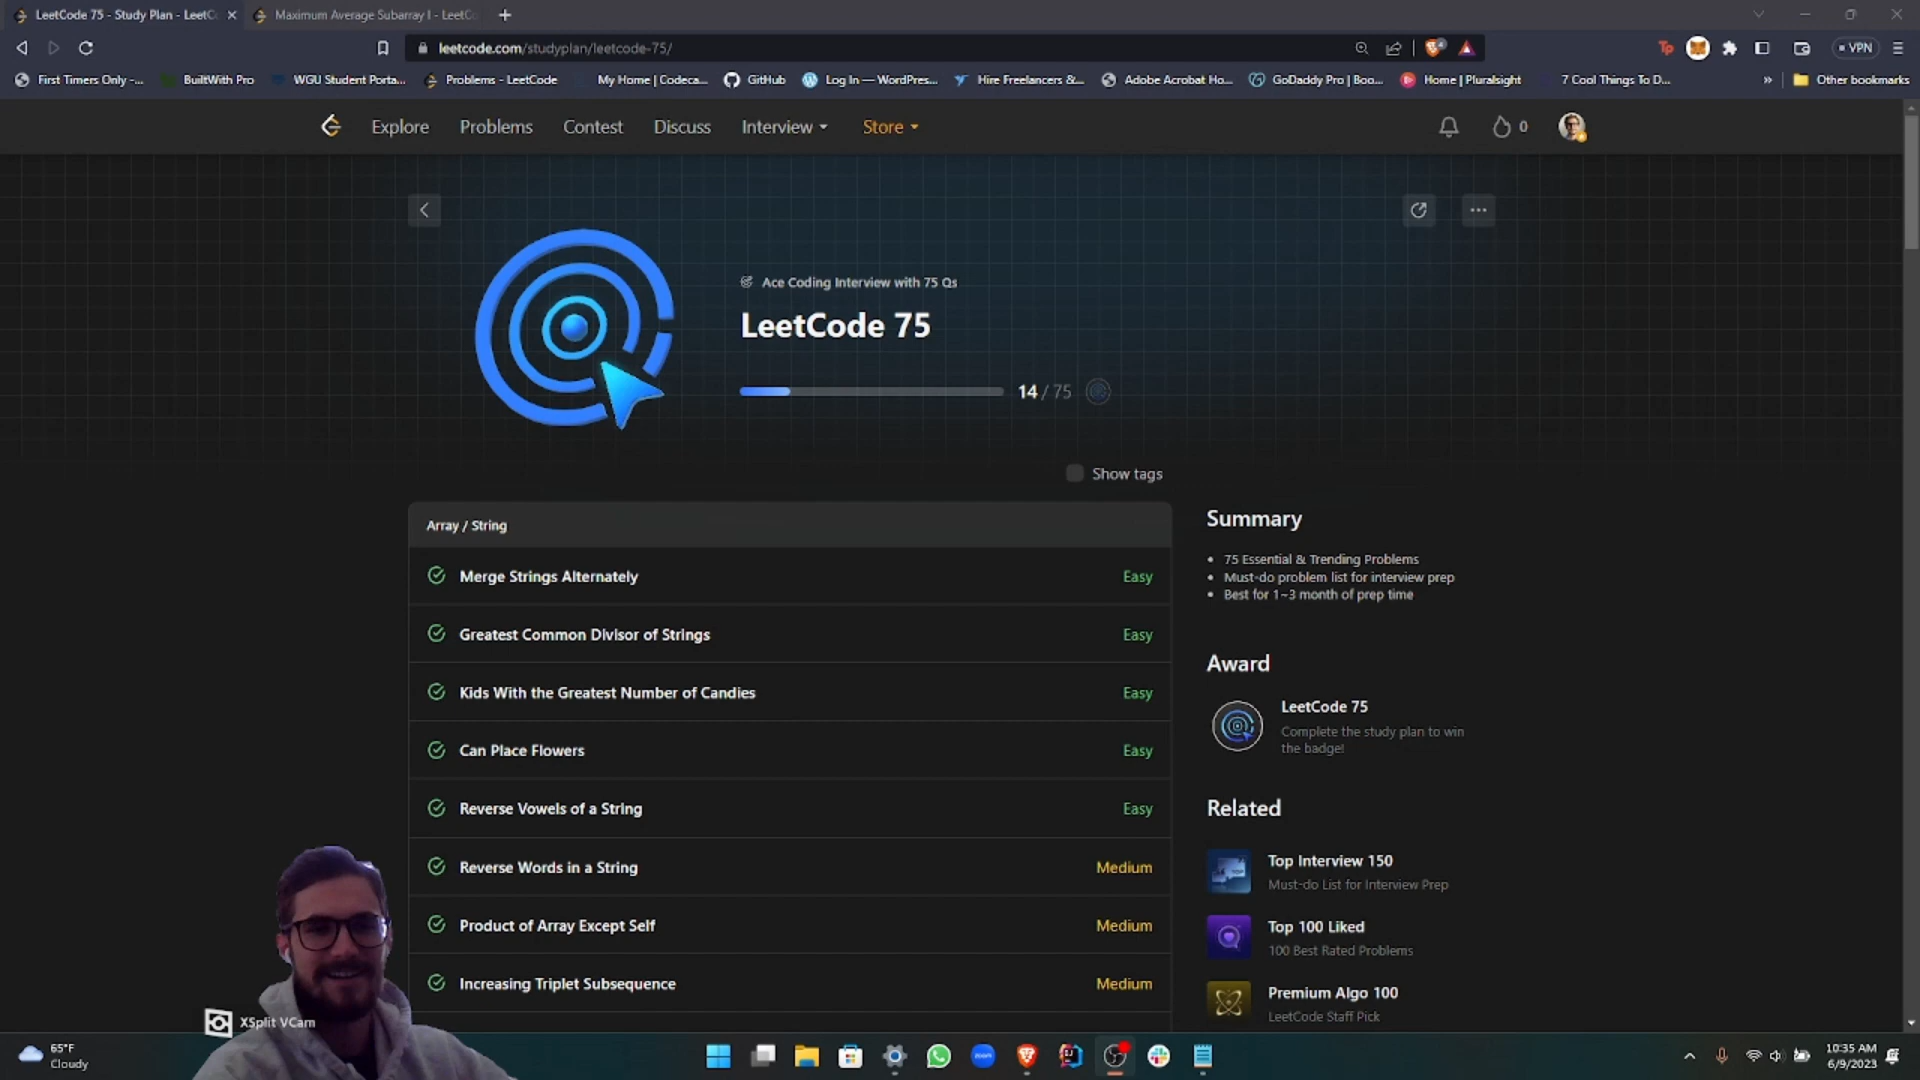 LeetCode 75 - Study Plan - LeetC
Maximum Average Subarray I - LeetC
leetcode.com/studyplan/leetcode-75/
VPN
First Timers Only -...
BuiltWith Pro
WGU Student Porta...
Problems - LeetCode
My Home | Codeca...
GitHub
Log In — WordPres...
Hire Freelancers &...
Adobe Acrobat Ho...
GoDaddy Pro | Boo...
Home | Pluralsight
7 Cool Things To D...
Other bookmarks
Explore
Problems
Contest
Discuss
Interview
Store
0
Ace Coding Interview with 75 Qs
LeetCode 75
14 / 75
Show tags
Array / String
Merge Strings Alternately Easy
Greatest Common Divisor of Strings Easy
Kids With the Greatest Number of Candies Easy
Can Place Flowers Easy
Reverse Vowels of a String Easy
Reverse Words in a String Medium
Product of Array Except Self Medium
Increasing Triplet Subsequence Medium
Summary
75 Essential & Trending Problems
Must-do problem list for interview prep
Best for 1~3 month of prep time
Award
LeetCode 75
Complete the study plan to win
the badge!
Related
Top Interview 150
Must-do List for Interview Prep
Top 100 Liked
100 Best Rated Problems
Premium Algo 100
LeetCode Staff Pick
XSplit VCam
65°F
Cloudy
zoom
10:35 AM
6/9/2023